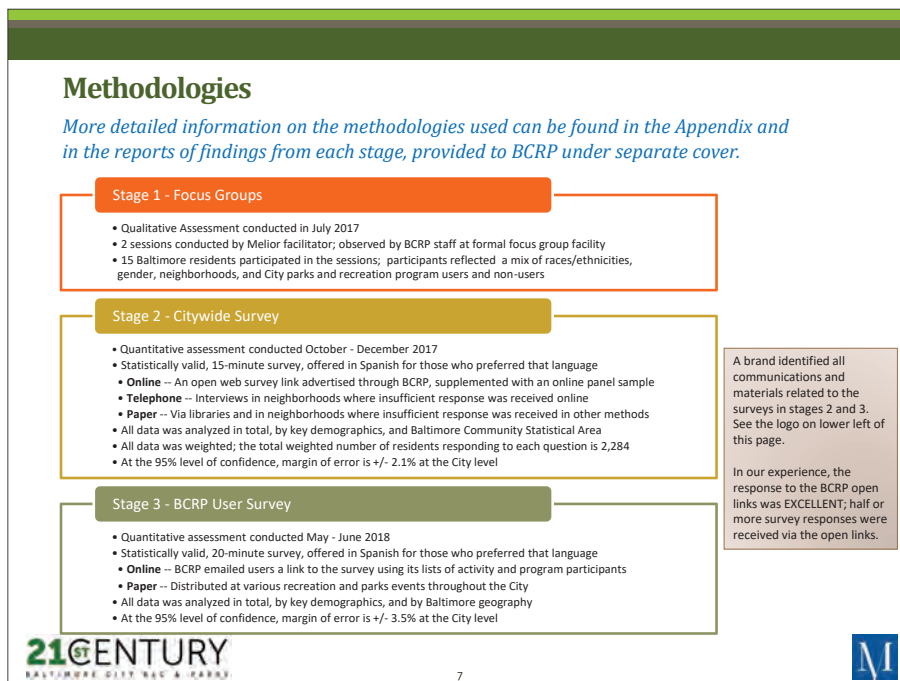 Methodologies
More detailed information on the methodologies used can be found in the Appendix and
in the reports of findings from each stage, provided to BCRP under separate cover.
Stage 1 - Focus Groups
• Qualitative Assessment conducted in July 2017
• 2 sessions conducted by Melior facilitator; observed by BCRP staff at formal focus group facility
• 15 Baltimore residents participated in the sessions; participants reflected a mix of races/ethnicities,
gender, neighborhoods, and City parks and recreation program users and non-users
Stage 2 - Citywide Survey
• Quantitative assessment conducted October - December 2017
• Statistically valid, 15-minute survey, offered in Spanish for those who preferred that language
• Online -- An open web survey link advertised through BCRP, supplemented with an online panel sample
• Telephone -- Interviews in neighborhoods where insufficient response was received online
• Paper -- Via libraries and in neighborhoods where insufficient response was received in other methods
• All data was analyzed in total, by key demographics, and Baltimore Community Statistical Area
• All data was weighted; the total weighted number of residents responding to each question is 2,284
• At the 95% level of confidence, margin of error is +/- 2.1% at the City level
A brand identified all
communications and
materials related to the
surveys in stages 2 and 3.
See the logo on lower left of
this page.
In our experience, the
response to the BCRP open
links was EXCELLENT; half or
more survey responses were
received via the open links.
Stage 3 - BCRP User Survey
• Quantitative assessment conducted May - June 2018
• Statistically valid, 20-minute survey, offered in Spanish for those who preferred that language
• Online -- BCRP emailed users a link to the survey using its lists of activity and program participants
• Paper -- Distributed at various recreation and parks events throughout the City
• All data was analyzed in total, by key demographics, and by Baltimore geography
• At the 95% level of confidence, margin of error is +/- 3.5% at the City level
21ST CENTURY
BALTIMORE CITY REC & PARKS
7
M